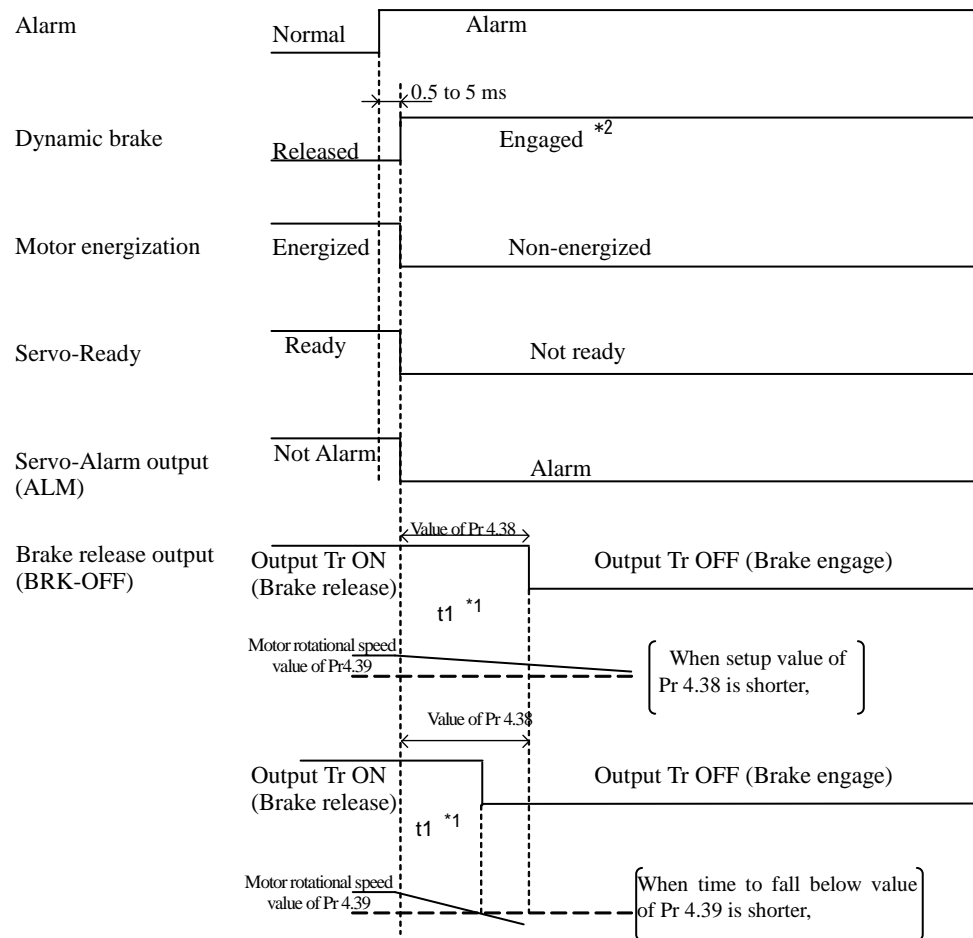 Alarm
Normal
Alarm
0.5 to 5 ms
Dynamic brake
Released
Engaged *2
Motor energization
Energized
Non-energized
Servo-Ready
Ready
Not ready
Servo-Alarm output
(ALM)
Not Alarm
Alarm
Value of Pr 4.38
Brake release output
(BRK-OFF)
Output Tr ON
(Brake release)
Output Tr OFF (Brake engage)
t1 *1
Motor rotational speed
value of Pr4.39
When setup value of
Pr 4.38 is shorter,
Value of Pr 4.38
Output Tr ON
(Brake release)
Output Tr OFF (Brake engage)
t1 *1
Motor rotational speed
value of Pr 4.39
When time to fall below value
of Pr 4.39 is shorter,